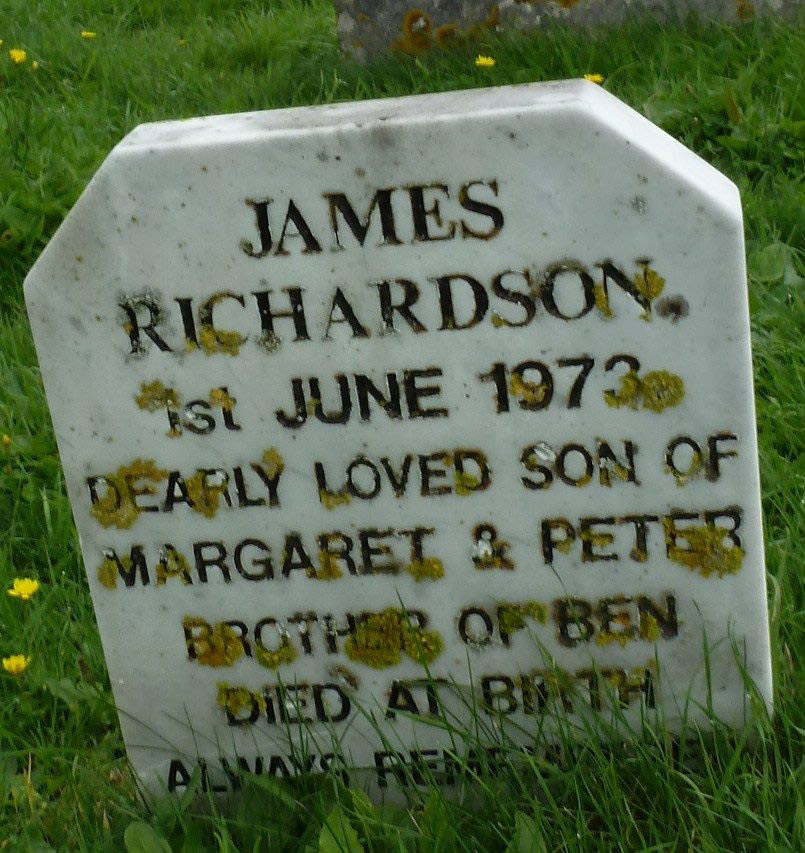 JAMES
RICHARDSON
1st JUNE 1973
DEARLY LOVED SON OF
MARGARET & PETER
BROTHER OF BEN
DIED AT BIRTH
ALWAYS